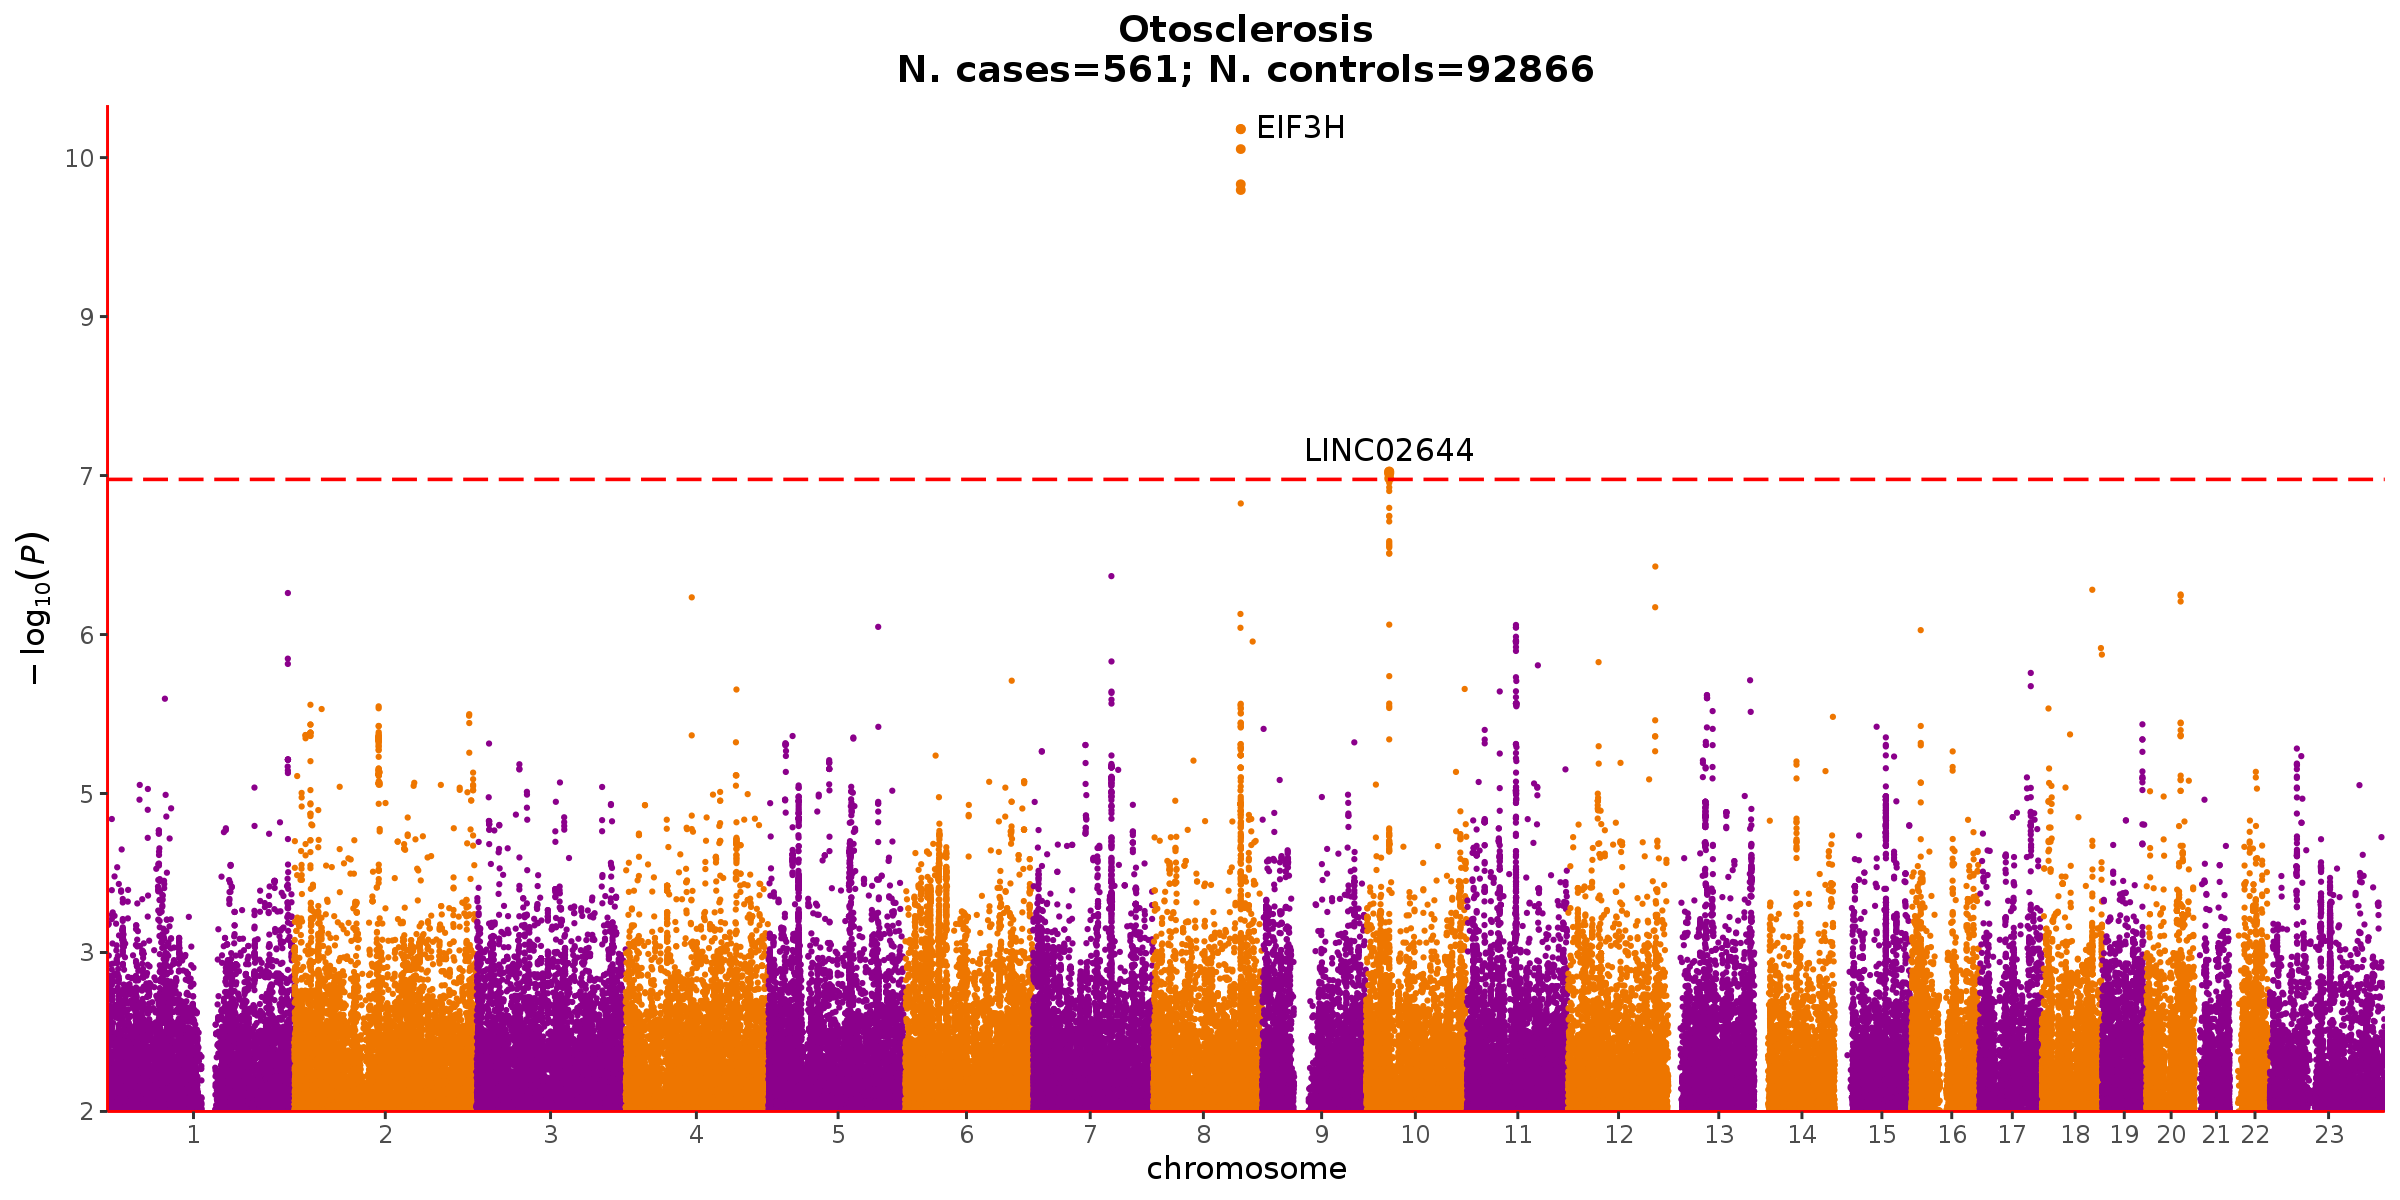 Otosclerosis
N. cases=561; N. controls=92866
EIF3H
LINC02644
10
9
7
6
5
3
2
−log10(P)
1 2 3 4 5 6 7 8 9 10 11 12 13 14 15 16 17 18 19 20 21 22 23
chromosome